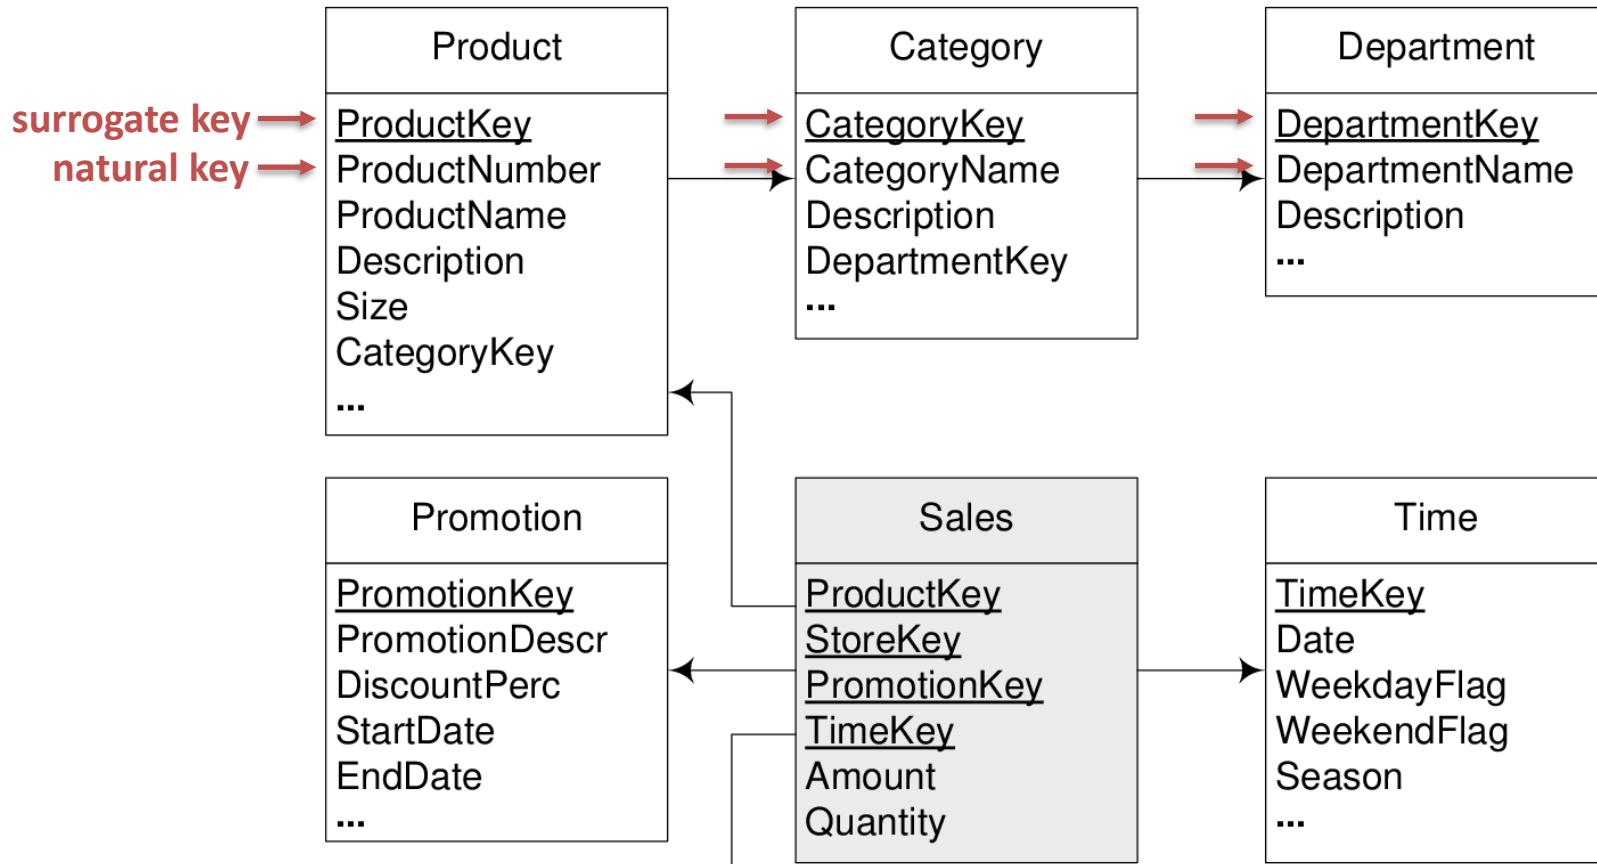 Product
surrogate key
natural key
ProductKey
ProductNumber
ProductName
Description
Size
CategoryKey
...
Category
CategoryKey
CategoryName
Description
DepartmentKey
...
Department
DepartmentKey
DepartmentName
Description
...
Promotion
PromotionKey
PromotionDescr
DiscountPerc
StartDate
EndDate
...
Sales
ProductKey
StoreKey
PromotionKey
TimeKey
Amount
Quantity
Time
TimeKey
Date
WeekdayFlag
WeekendFlag
Season
...